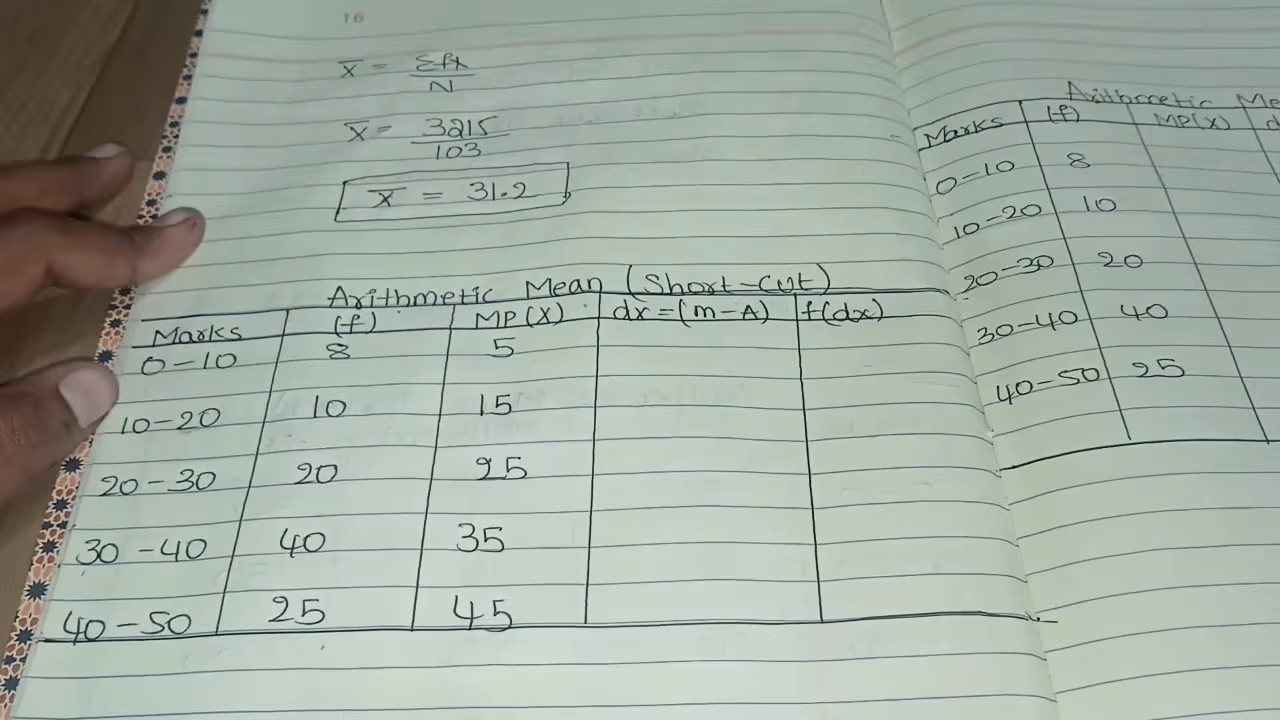 16
x̄ = Σfx
N
x̄ = 3215
103
x̄ = 31.2
Arithmetic Mean (Short-Cut)
Marks (f) MP(X) dx=(m-A) f(dx)
0-10 8 5
10-20 10 15
20-30 20 25
30-40 40 35
40-50 25 45
Arithmetic Me
Marks (f) MP(X) d
0-10 8
10-20 10
20-30 20
30-40 40
40-50 25